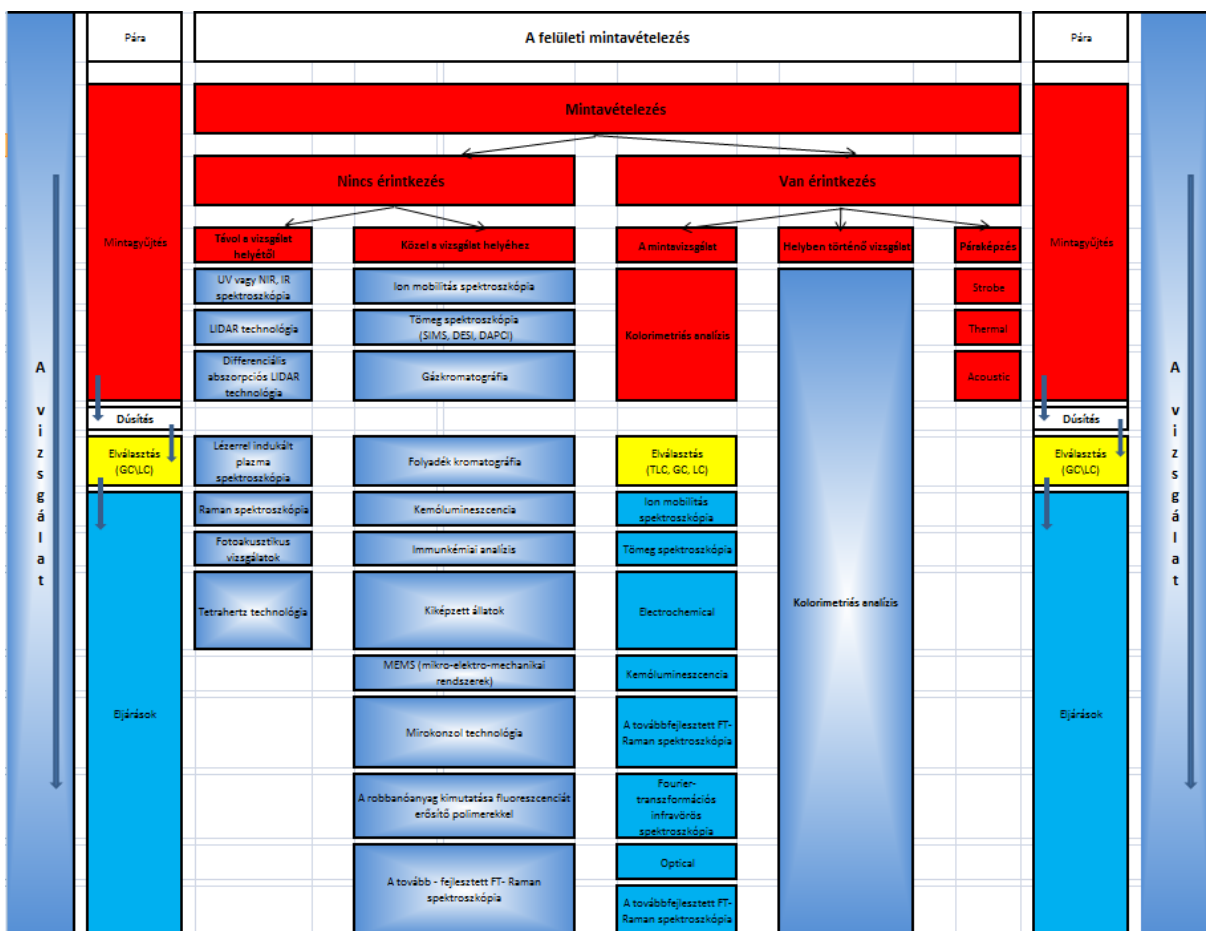 Pára
A felületi mintavételezés
Pára
Mintavételezés
Nincs érintkezés
Van érintkezés
Mintagyűjtés
Távol a vizsgálat
helyétől
Közel a vizsgálat helyéhez
A mintavizsgálat
Helyben történő vizsgálat
Páraképzés
Mintagyűjtés
UV vagy NIR, IR
spektroszkópia
Ion mobilitás spektroszkópia
Kolorimetriás analízis
Strobe
LIDAR technológia
Tömeg spektroszkópia
(SIMS, DESI, DAPCI)
Thermal
Differenciális
abszorpciós LIDAR
technológia
Gázkromatográfia
Acoustic
Dúsítás
Dúsítás
Elválasztás
(GC\LC)
Lézerrel indukált
plazma
spektroszkópia
Folyadék kromatográfia
Elválasztás
(TLC, GC, LC)
Elválasztás
(GC\LC)
Raman spektroszkópia
Kemólumineszcencia
Ion mobilitás
spektroszkópia
Fotoakusztikus
vizsgálatok
Immunkémiai analízis
Tömeg spektroszkópia
Tetrahertz technológia
Kiképzett állatok
Electrochemical
Kolorimetriás analízis
MEMS (mikro-elektro-mechanikai
rendszerek)
Kemólumineszcencia
Eljárások
Mirokonzol technológia
A továbbfejlesztett FT-
Raman spektroszkópia
Eljárások
A robbanóanyag kimutatása fluoreszcenciát
erősítő polimerekkel
Fourier-
transzformációs
infravörös
spektroszkópia
Optical
A tovább - fejlesztett FT- Raman
spektroszkópia
A továbbfejlesztett FT-
Raman spektroszkópia
A vizsgálat
A vizsgálat